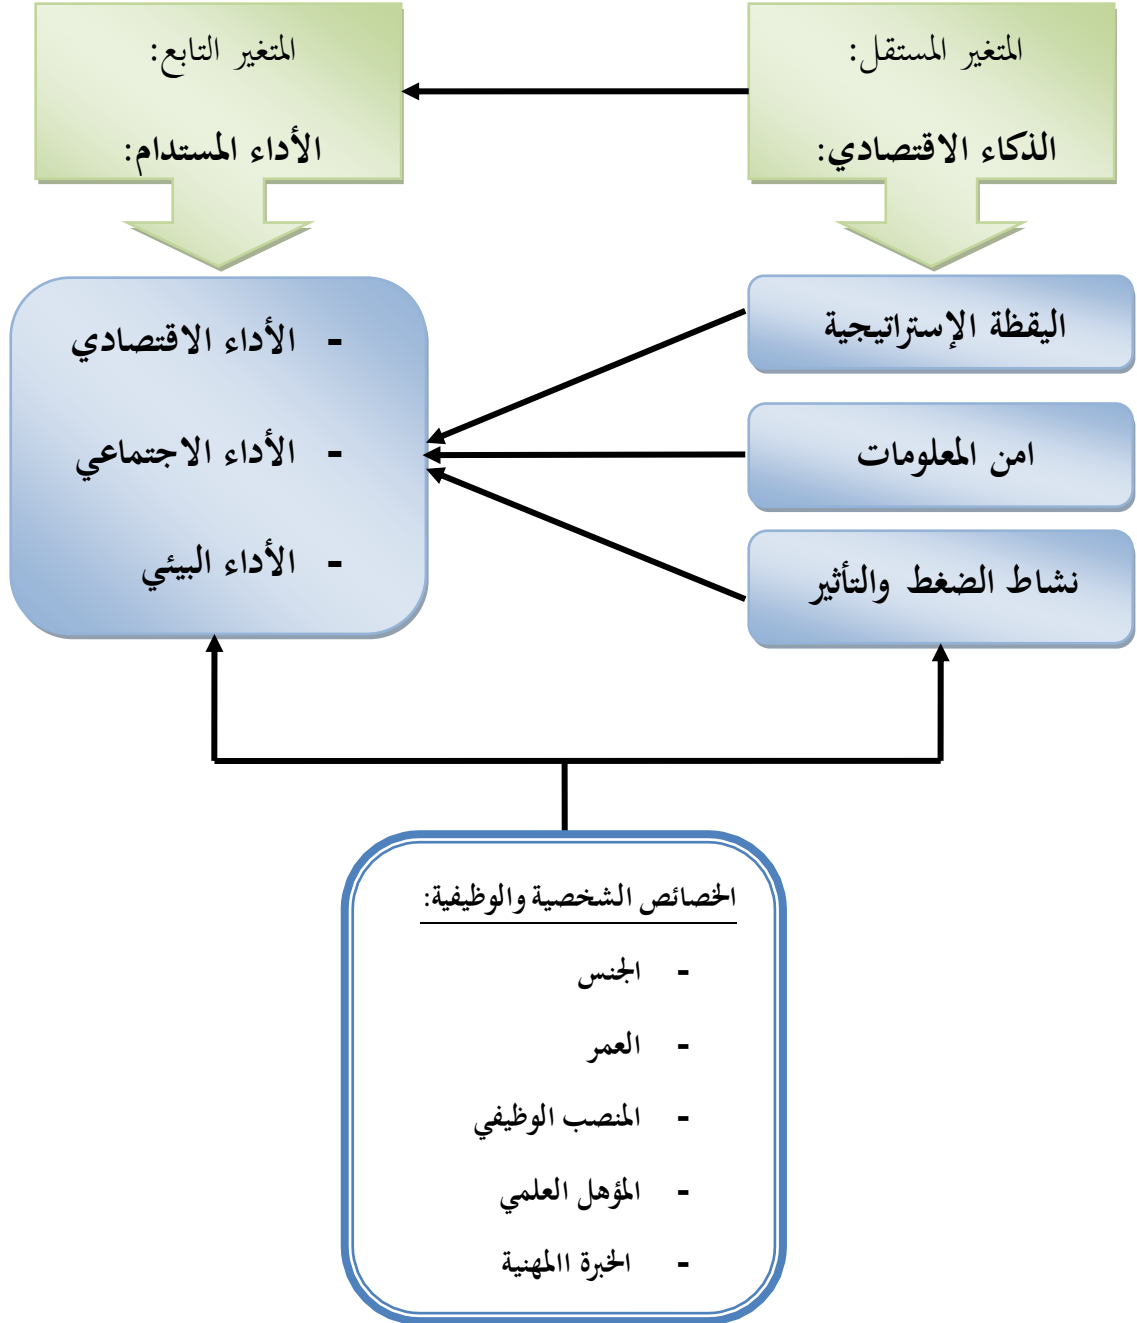 المتغير المستقل:
الذكاء الاقتصادي:
المتغير التابع:
الأداء المستدام:
اليقظة الإستراتيجية
امن المعلومات
نشاط الضغط والتأثير
- الأداء الاقتصادي
- الأداء الاجتماعي
- الأداء البيئي
الخصائص الشخصية والوظيفية:
- الجنس
- العمر
- المنصب الوظيفي
- المؤهل العلمي
- الخبرة االمهنية